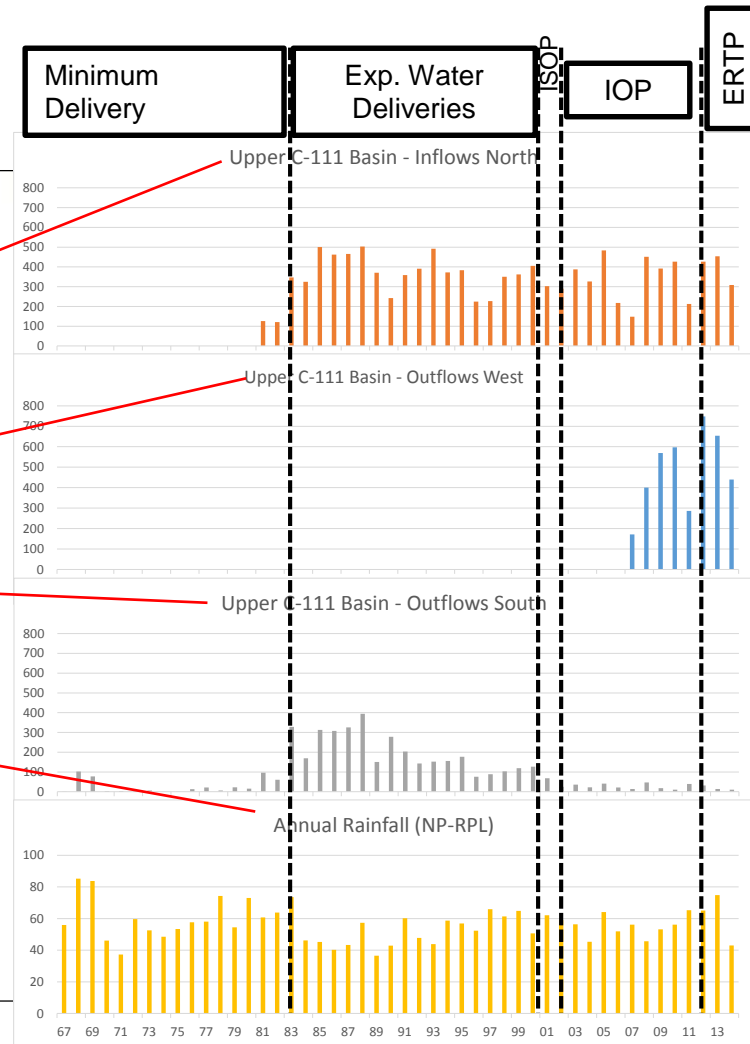 Minimum
Delivery
Exp. Water
Deliveries
ISOP
IOP
ERTP
Upper C-111 Basin - Inflows North
800
700
600
500
400
300
200
100
0
Upper C-111 Basin - Outflows West
800
700
600
500
400
300
200
100
0
Upper C-111 Basin - Outflows South
800
700
600
500
400
300
200
100
0
Annual Rainfall (NP-RPL)
100
80
60
40
20
0
67 69 71 73 75 77 79 81 83 85 87 89 91 93 95 97 99 01 03 05 07 09 11 13